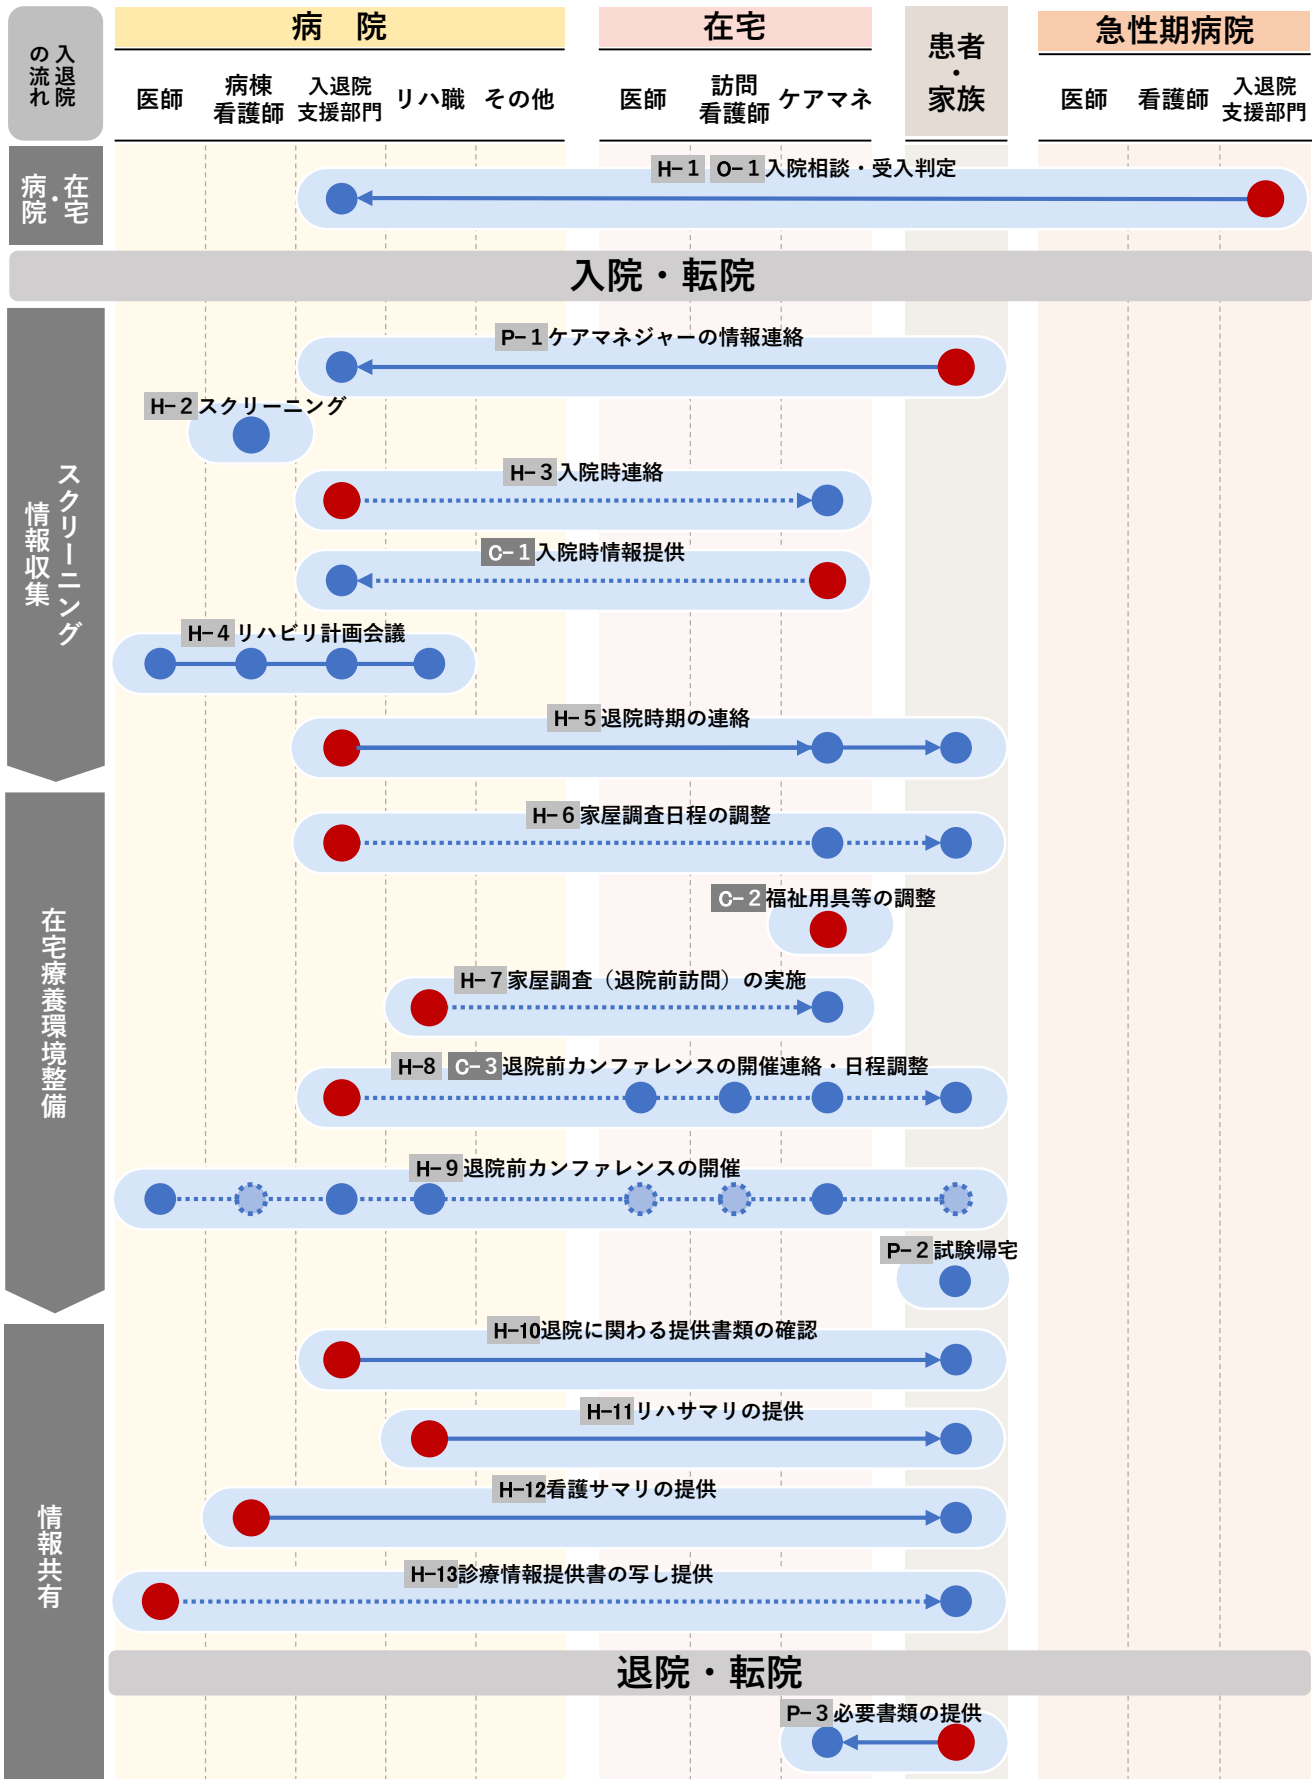 入退院
の流れ
病　院
在宅
患者
・
家族
急性期病院
医師
病棟
看護師
入退院
支援部門
リハ職
その他
医師
訪問
看護師
ケアマネ
医師
看護師
入退院
支援部門
在宅・
病院
H-1 O-1 入院相談・受入判定
入院・転院
スクリーニング
情報収集
P-1 ケアマネジャーの情報連絡
H-2 スクリーニング
H-3 入院時連絡
C-1 入院時情報提供
H-4 リハビリ計画会議
H-5 退院時期の連絡
在宅療養環境整備
H-6 家屋調査日程の調整
C-2 福祉用具等の調整
H-7 家屋調査（退院前訪問）の実施
H-8 C-3 退院前カンファレンスの開催連絡・日程調整
H-9 退院前カンファレンスの開催
P-2 試験帰宅
情報共有
H-10 退院に関わる提供書類の確認
H-11 リハサマリの提供
H-12 看護サマリの提供
H-13 診療情報提供書の写し提供
退院・転院
P-3 必要書類の提供